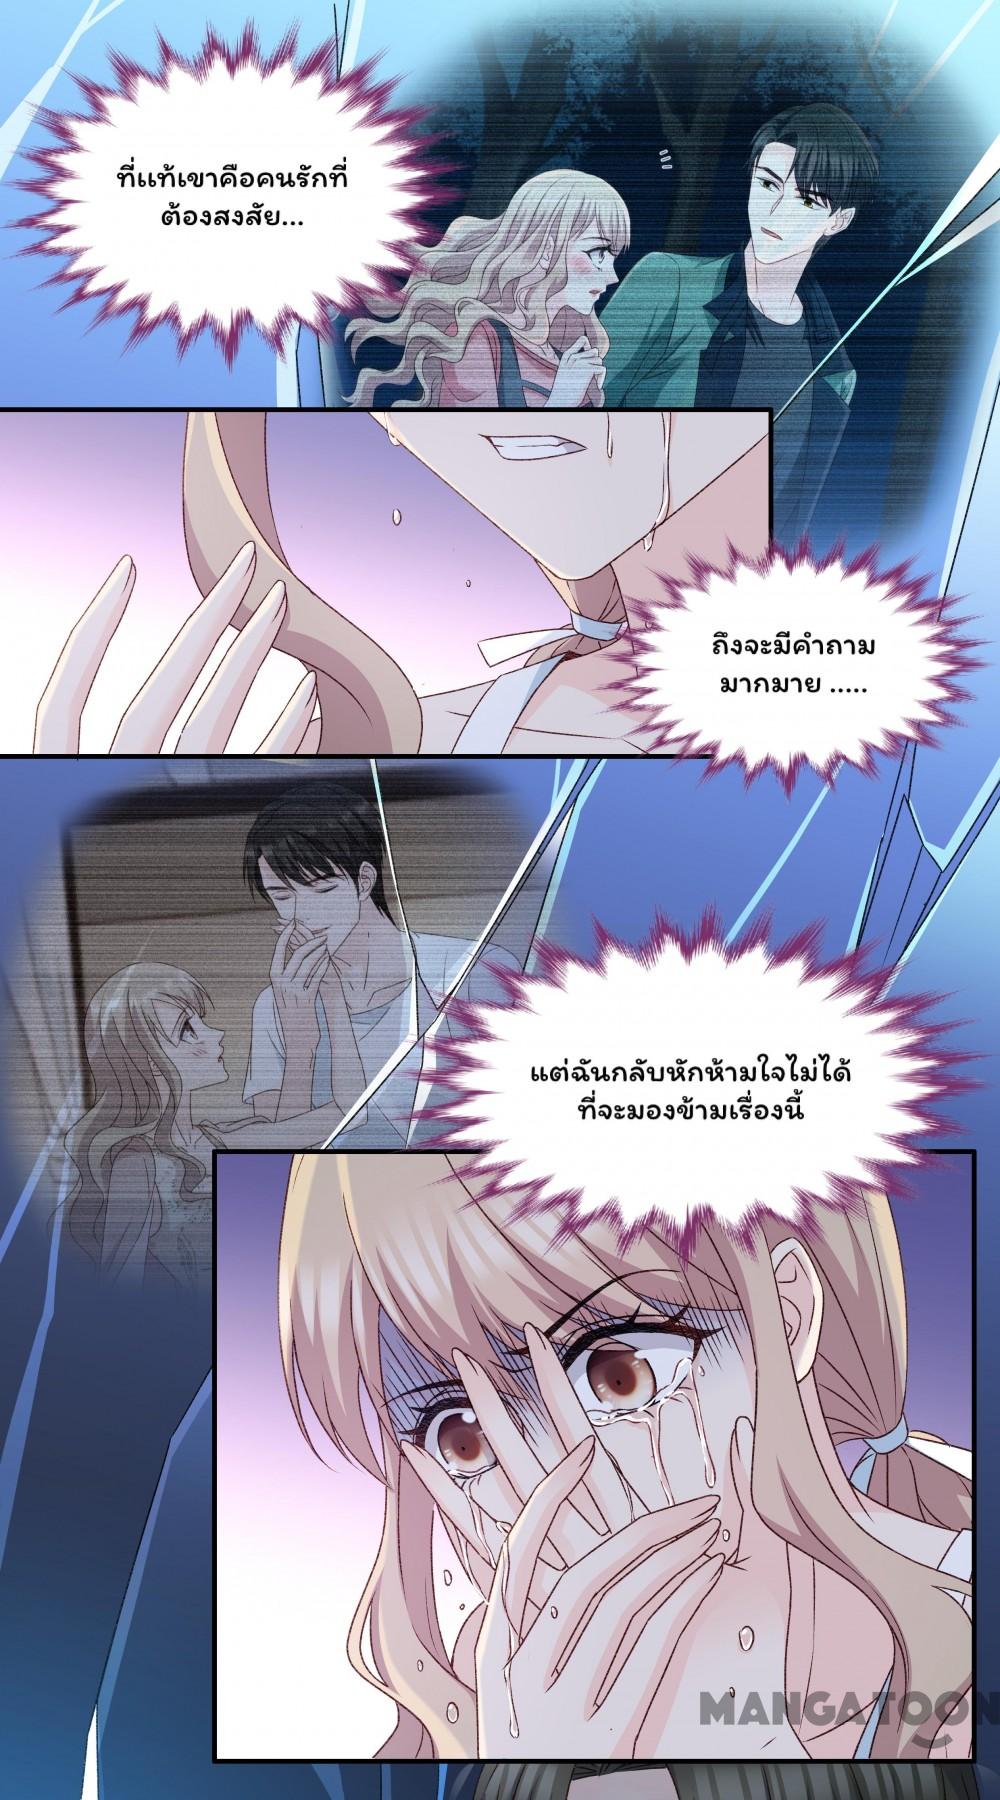 ที่แท้เขาคือคนรักที่
ต้องสงสัย...
ถึงจะมีคำถาม
มากมาย .....
แต่ฉันกลับหักห้ามใจไม่ได้
ที่จะมองข้ามเรื่องนี้
MANGATOON